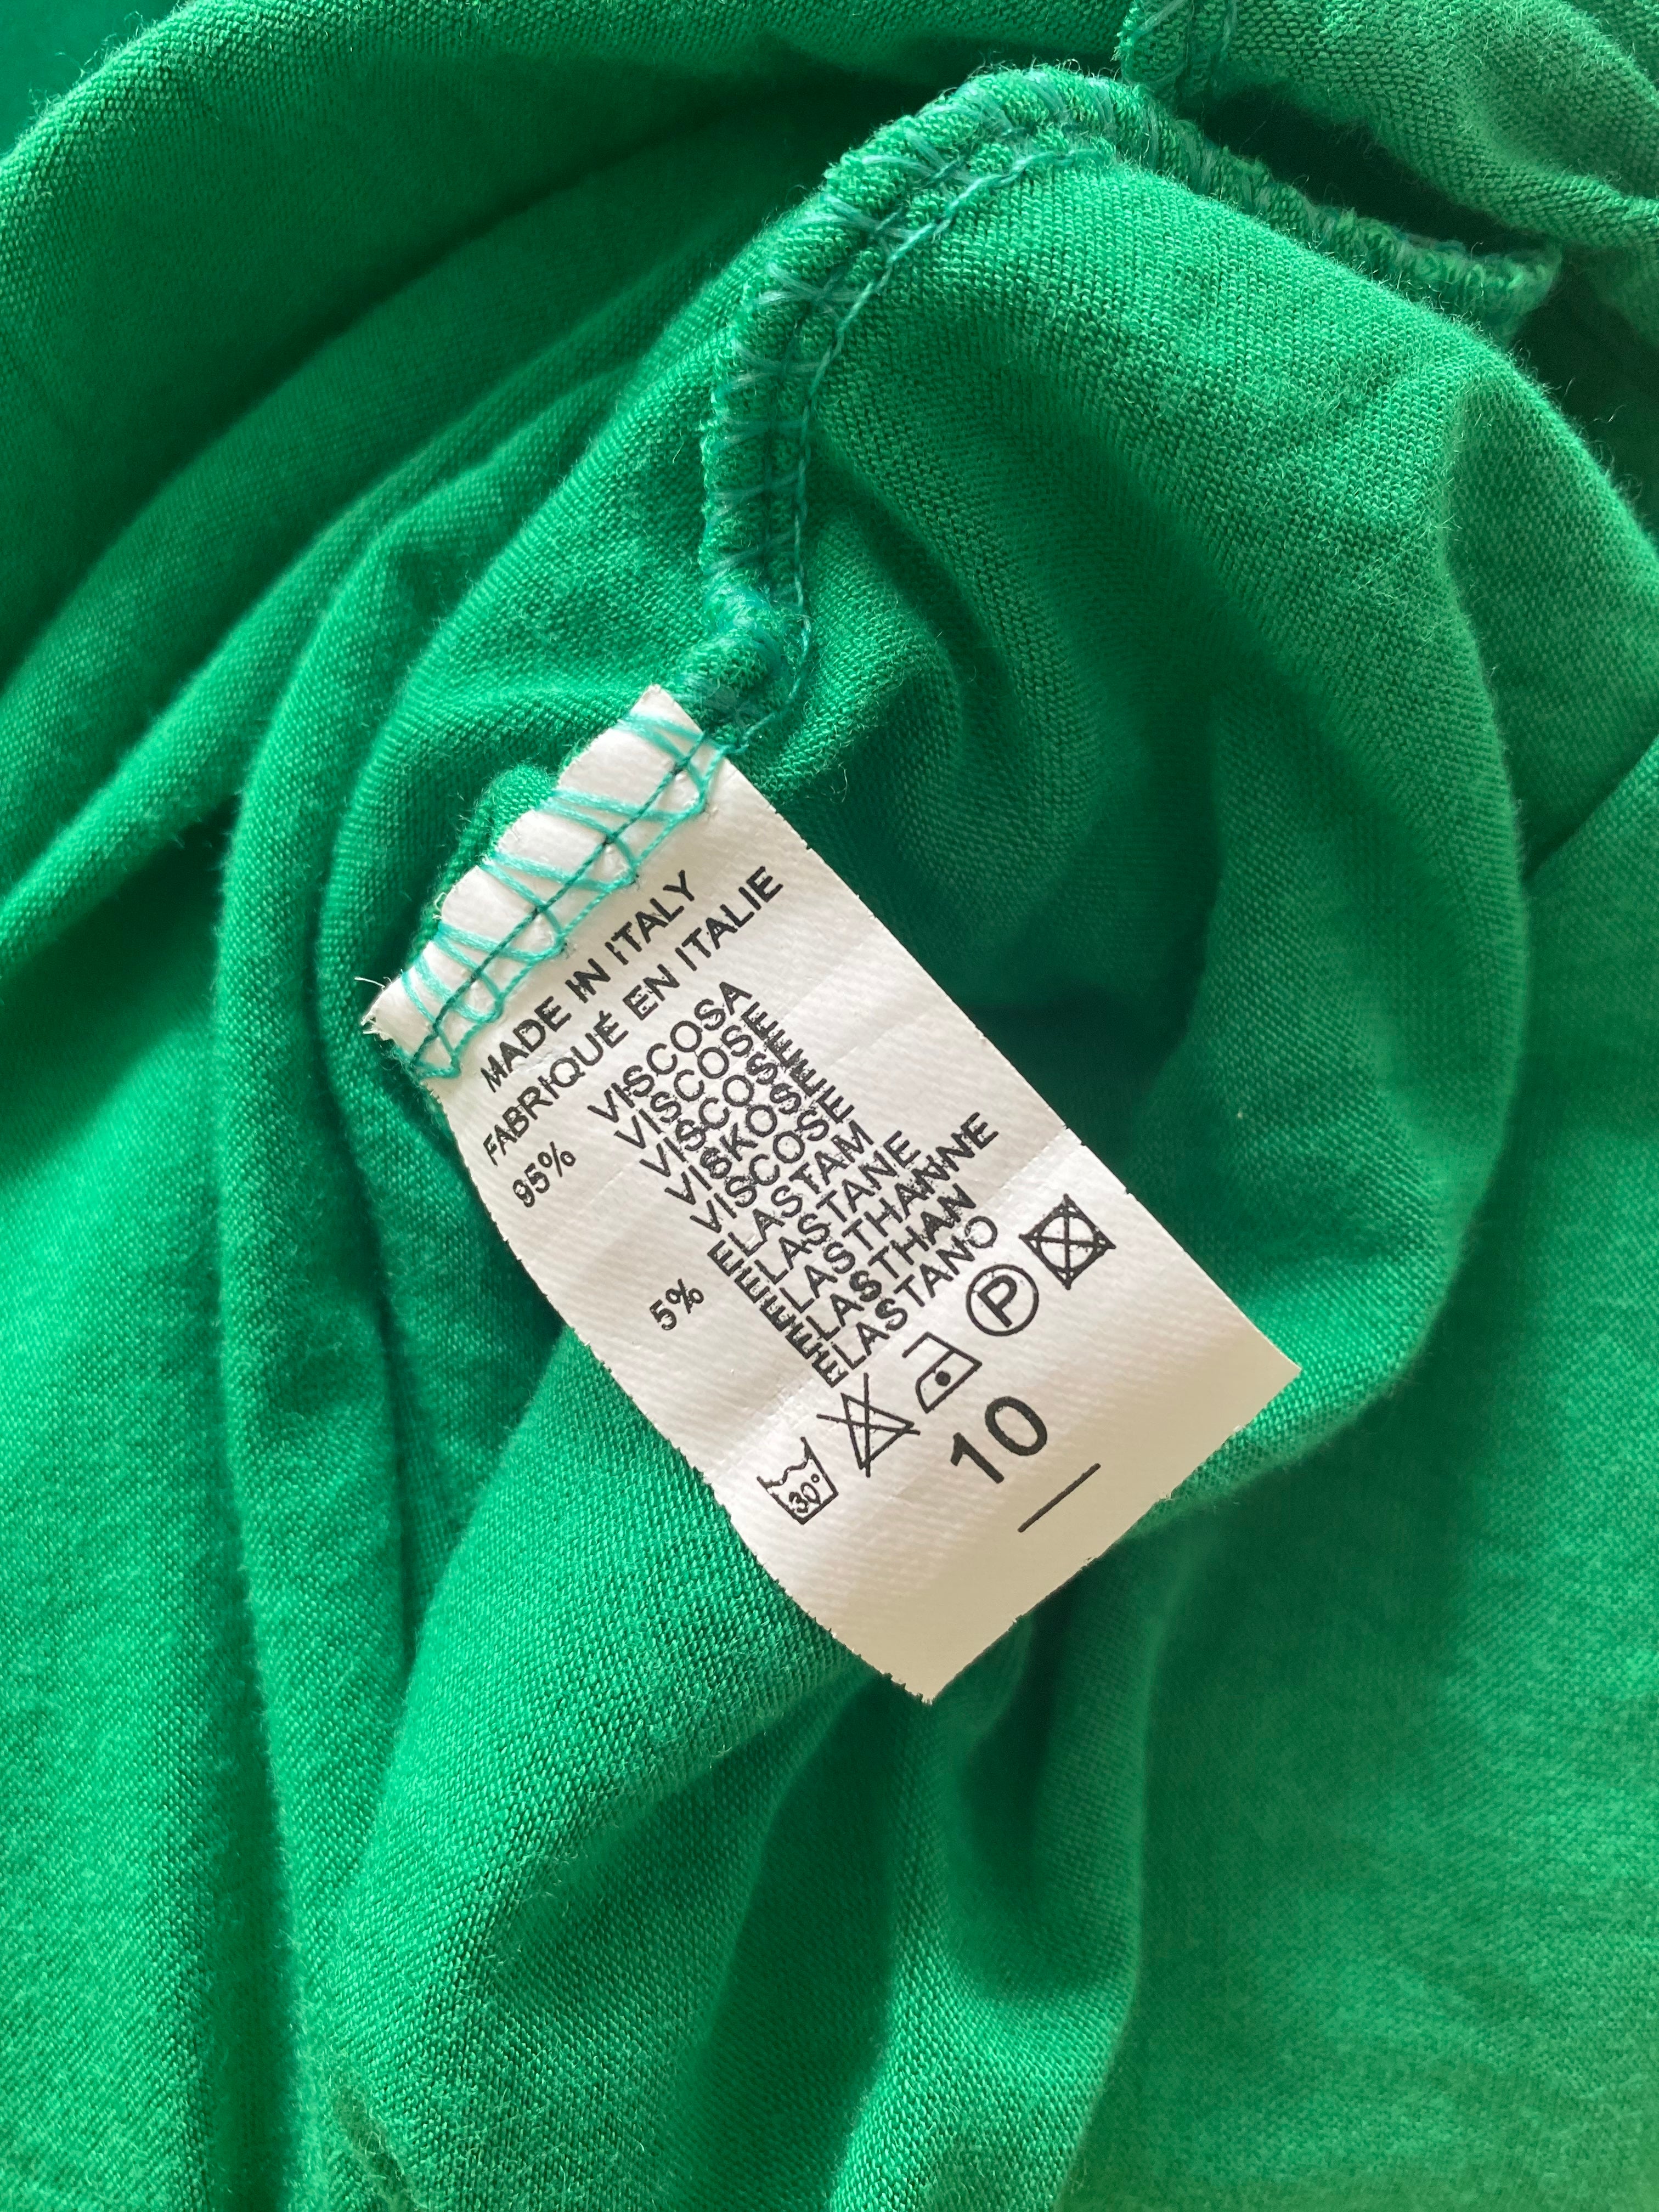 MADE IN ITALY
FABRIQUÉ EN ITALIE
95% VISCOSA
VISCOSE
VISCOSE
VISKOSE
VISCOSE
5% ELASTAM
ELASTANE
ELASTHANNE
ELASTHAN
ELASTANO
30° P
10